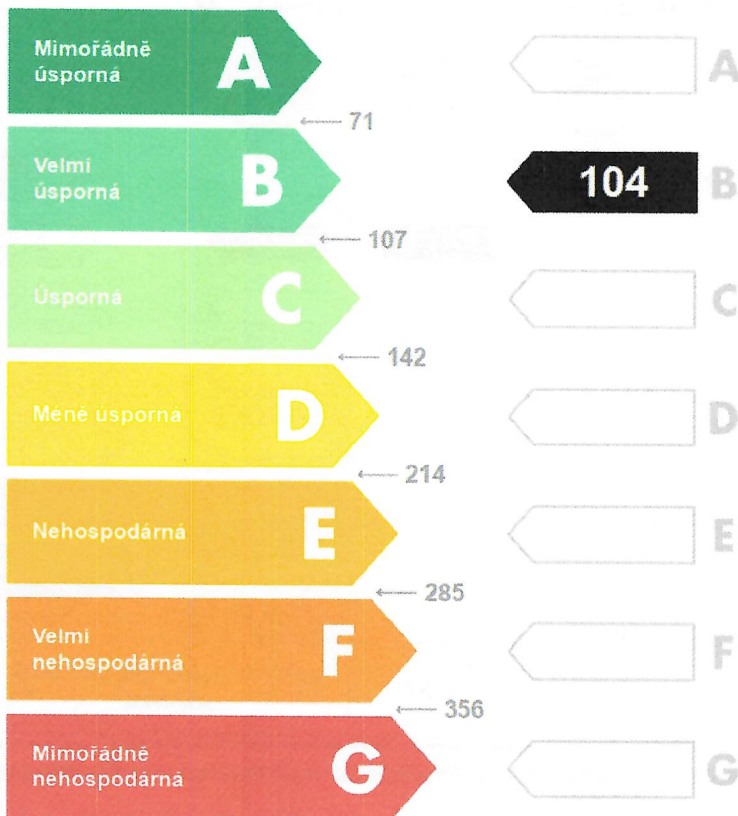 Mimořádně
úsporná
A
A
71
Velmi
úsporná
B
104
B
107
Úsporná
C
C
142
Méně úsporná
D
D
214
Nehospodárná
E
E
285
Velmi
nehospodárná
F
F
356
Mimořádně
nehospodárná
G
G